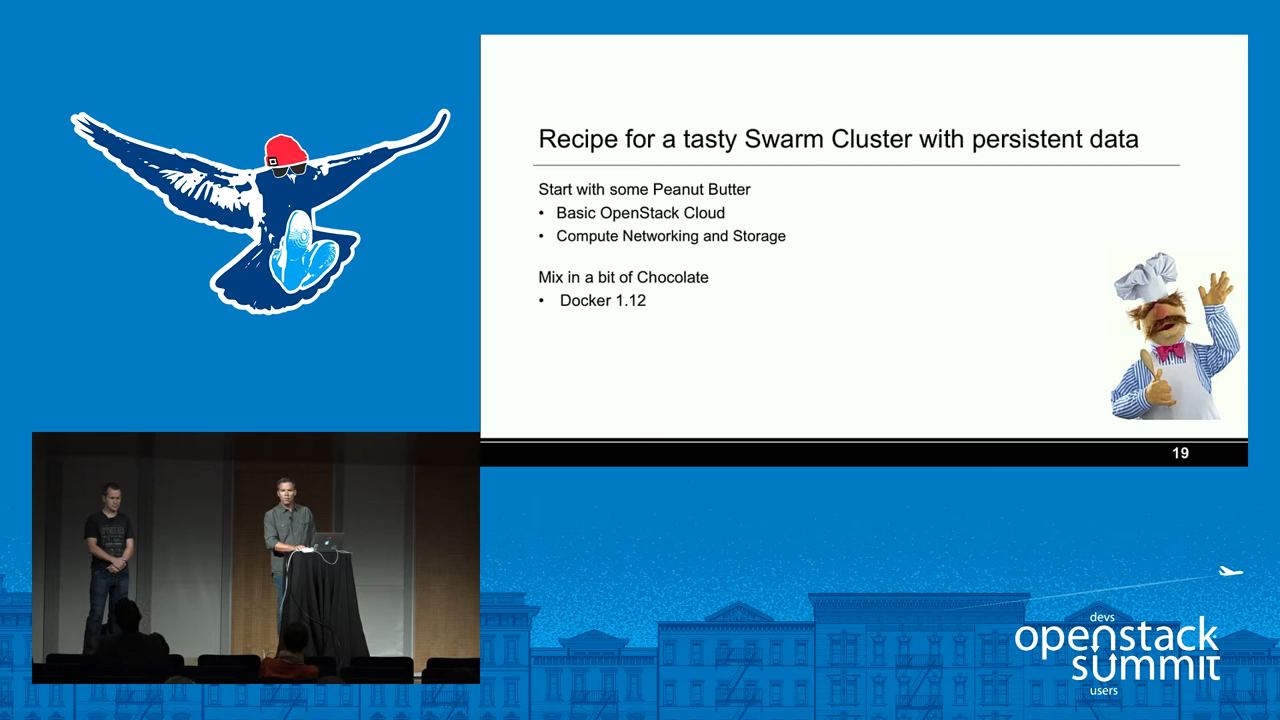 Recipe for a tasty Swarm Cluster with persistent data
Start with some Peanut Butter
• Basic OpenStack Cloud
• Compute Networking and Storage
Mix in a bit of Chocolate
• Docker 1.12
19
devs
openstack
summit
users